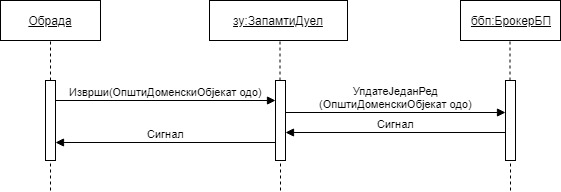 Обрада
зу:ЗапамтиДуел
ббп:БрокерБП
Изврши(ОпштиДоменскиОбјекат одо)
УпдатеЈеданРед
(ОпштиДоменскиОбјекат одо)
Сигнал
Сигнал